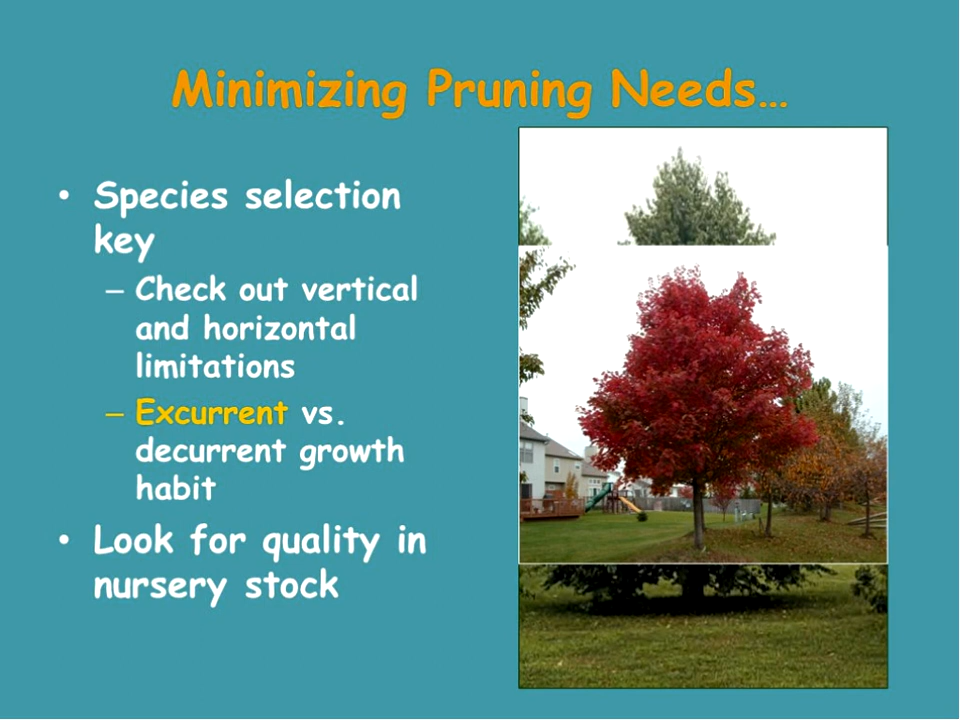 Minimizing Pruning Needs…
• Species selection
key
– Check out vertical
and horizontal
limitations
– Excurrent vs.
decurrent growth
habit
• Look for quality in
nursery stock